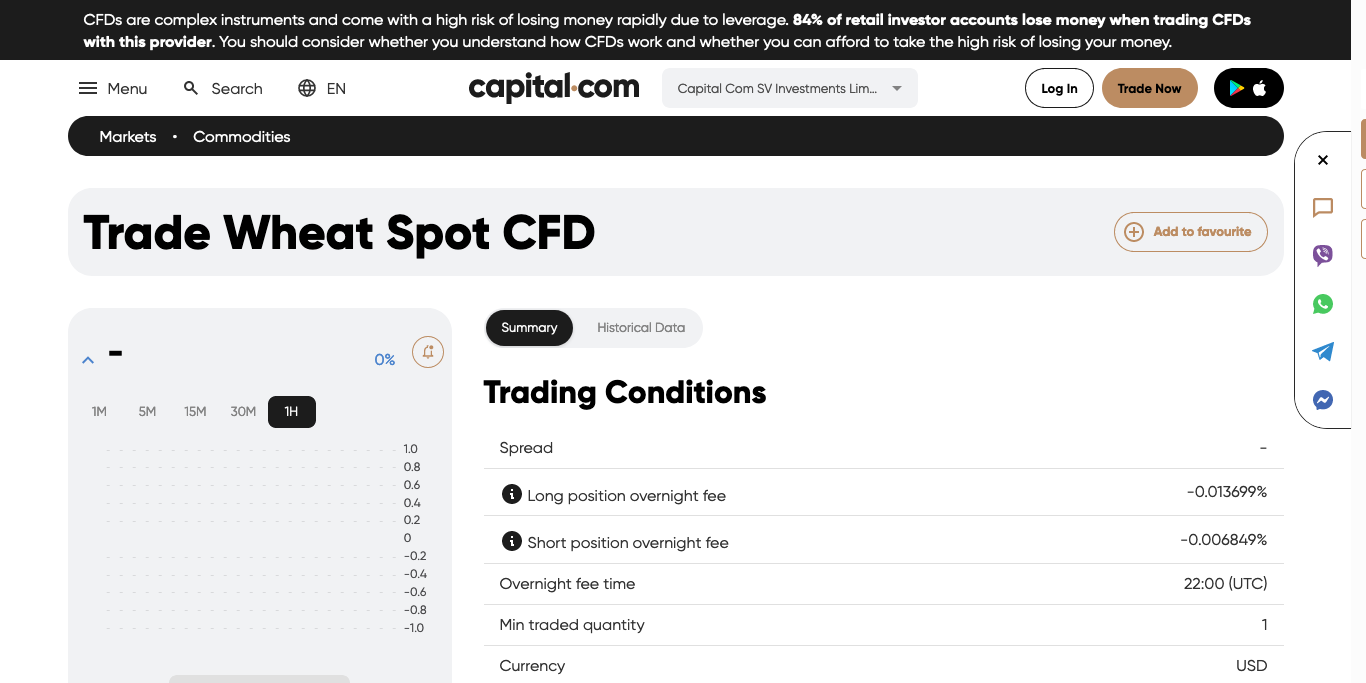 CFDs are complex instruments and come with a high risk of losing money rapidly due to leverage. 84% of retail investor accounts lose money when trading CFDs
with this provider. You should consider whether you understand how CFDs work and whether you can afford to take the high risk of losing your money.
Menu Search EN capital.com Capital Com SV Investments Lim... Log In Trade Now
Markets • Commodities
Trade Wheat Spot CFD
Add to favourite
- 0%
1M 5M 15M 30M 1H
1.0
0.8
0.6
0.4
0.2
0
-0.2
-0.4
-0.6
-0.8
-1.0
Summary Historical Data
Trading Conditions
Spread -
Long position overnight fee -0.013699%
Short position overnight fee -0.006849%
Overnight fee time 22:00 (UTC)
Min traded quantity 1
Currency USD